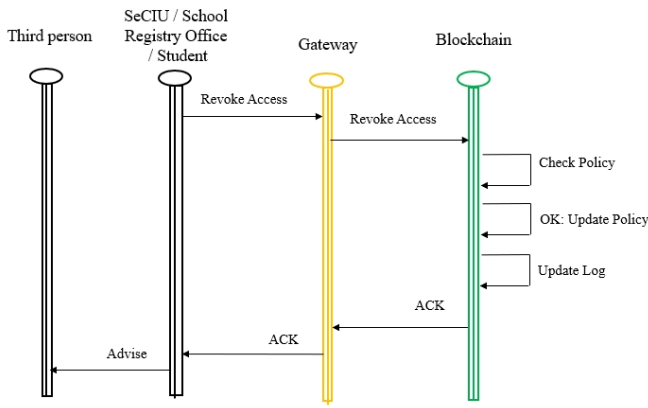 Third person
SeCIU / School
Registry Office
/ Student
Gateway
Blockchain
Revoke Access
Revoke Access
Check Policy
OK: Update Policy
Update Log
ACK
ACK
Advise